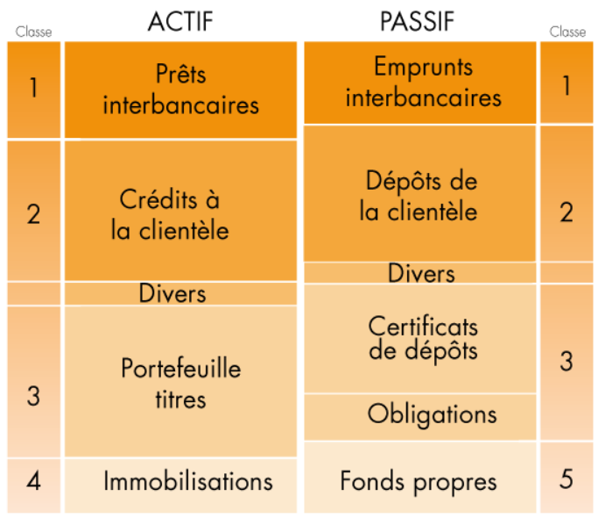 ACTIF
PASSIF
Classe
Classe
1
Prêts
interbancaires
Emprunts
interbancaires
1
2
Crédits à
la clientèle
Dépôts de
la clientèle
2
Divers
Divers
3
Portefeuille
titres
Certificats
de dépôts
Obligations
3
4
Immobilisations
Fonds propres
5